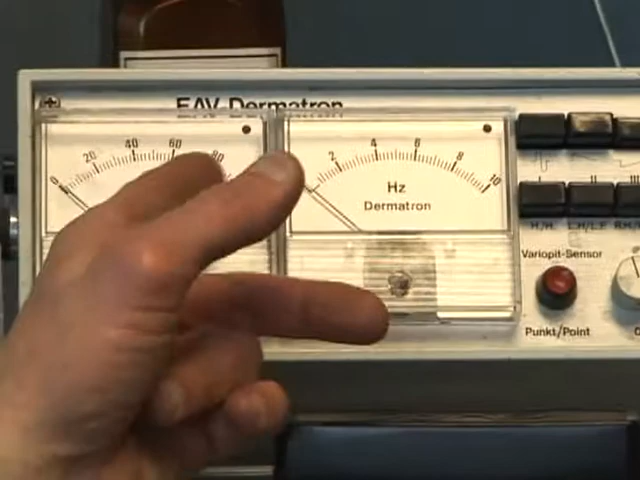 EAV Dermatron
0 20 40 60 80
2 4 6 8 10
Hz
Dermatron
H./H. L.H/L.F. R.H/
Variopit-Sensor
Punkt/Point